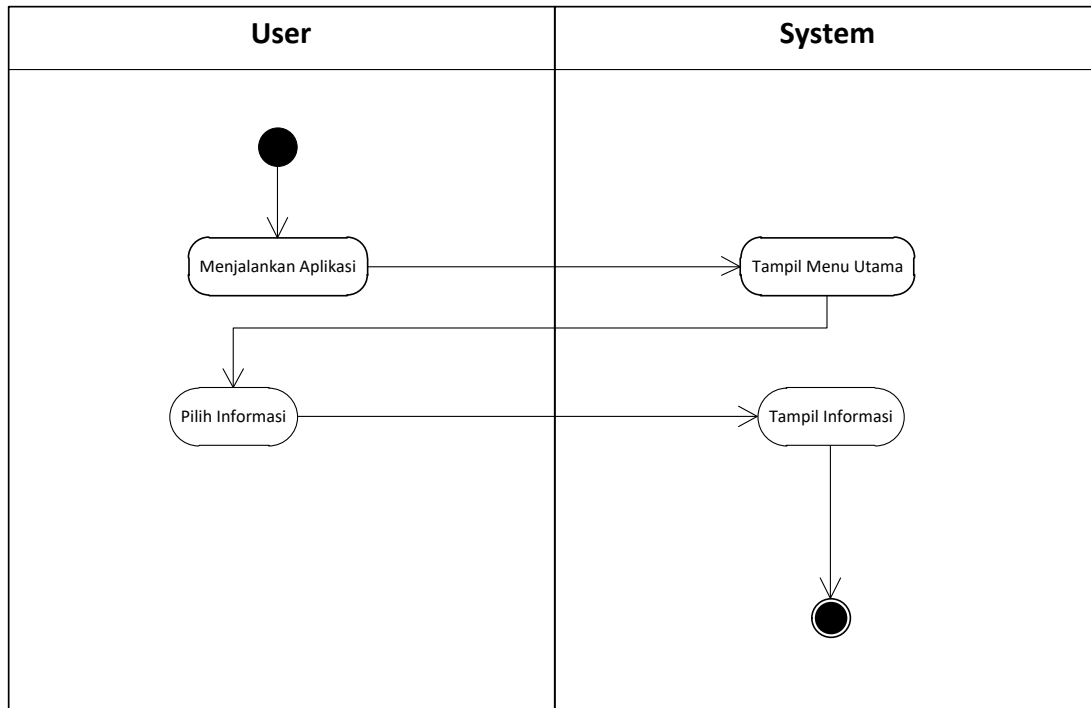 User
System
Menjalankan Aplikasi
Tampil Menu Utama
Pilih Informasi
Tampil Informasi